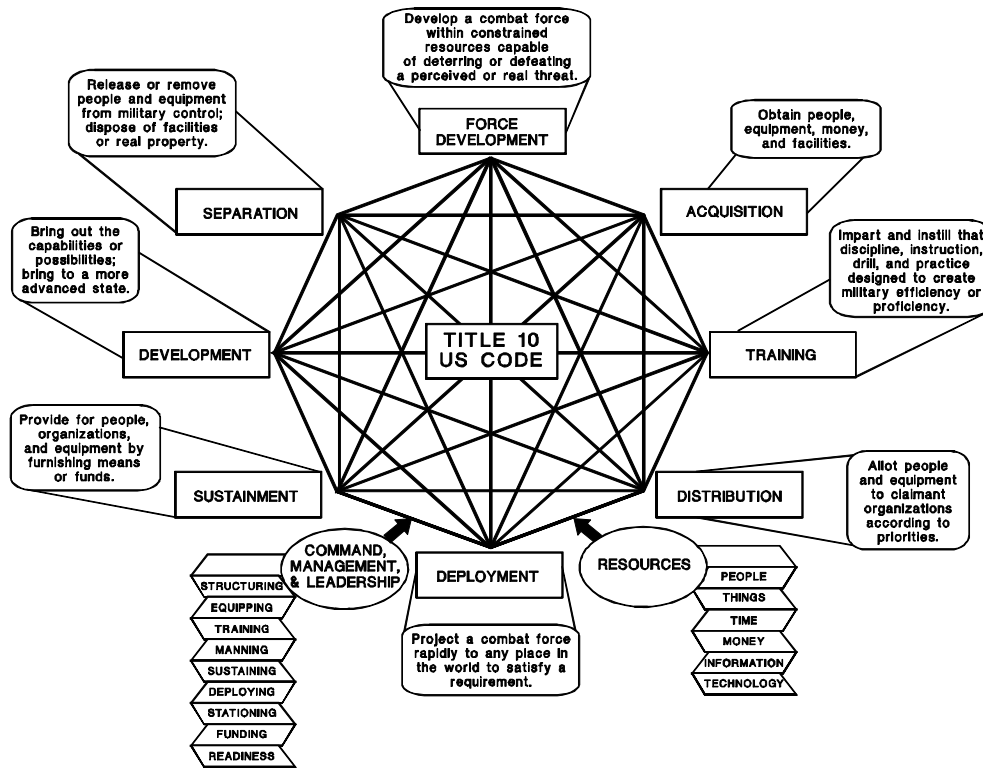 Develop a combat force
within constrained
resources capable
of deterring or defeating
a perceived or real threat.
FORCE
DEVELOPMENT
Release or remove
people and equipment
from military control;
dispose of facilities
or real property.
SEPARATION
Obtain people,
equipment, money,
and facilities.
ACQUISITION
Bring out the
capabilities or
possibilities;
bring to a more
advanced state.
DEVELOPMENT
Impart and instill that
discipline, instruction,
drill, and practice
designed to create
military efficiency or
proficiency.
TRAINING
TITLE 10
US CODE
Provide for people,
organizations,
and equipment by
furnishing means
or funds.
SUSTAINMENT
Allot people
and equipment
to claimant
organizations
according to
priorities.
DISTRIBUTION
COMMAND,
MANAGEMENT,
& LEADERSHIP
STRUCTURING
EQUIPPING
TRAINING
MANNING
SUSTAINING
DEPLOYING
STATIONING
FUNDING
READINESS
DEPLOYMENT
Project a combat force
rapidly to any place in
the world to satisfy a
requirement.
RESOURCES
PEOPLE
THINGS
TIME
MONEY
INFORMATION
TECHNOLOGY